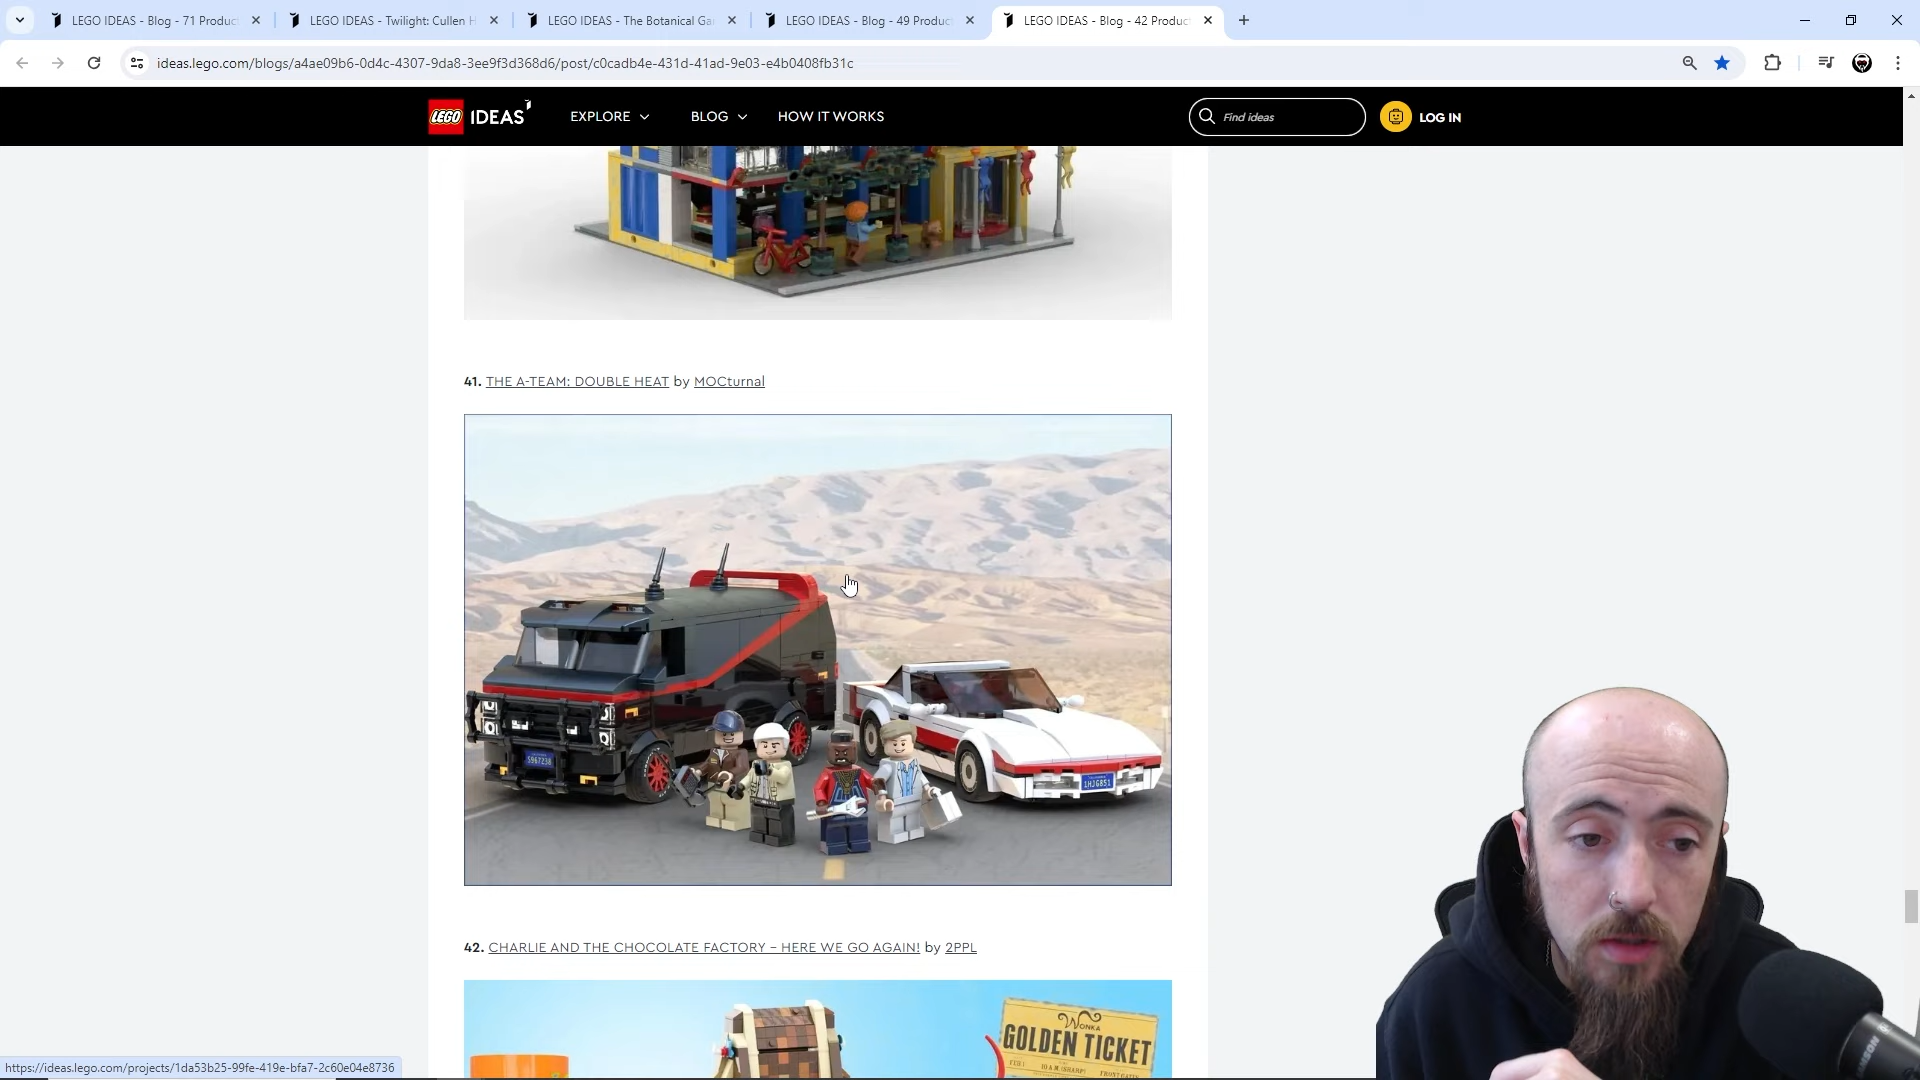 LEGO IDEAS - Blog - 71 Produc
LEGO IDEAS - Twilight: Cullen H
LEGO IDEAS - The Botanical Ga
LEGO IDEAS - Blog - 49 Produc
LEGO IDEAS - Blog - 42 Produc
ideas.lego.com/blogs/a4ae09b6-0d4c-4307-9da8-3ee9f3d368d6/post/c0cadb4e-431d-41ad-9e03-e4b0408fb31c
LEGO IDEAS
EXPLORE
BLOG
HOW IT WORKS
Find ideas
LOG IN
41. THE A-TEAM: DOUBLE HEAT by MOCturnal
S967238
1HJG851
42. CHARLIE AND THE CHOCOLATE FACTORY – HERE WE GO AGAIN! by 2PPL
WONKA
GOLDEN TICKET
https://ideas.lego.com/projects/1da53b25-99fe-419e-bfa7-2c60e04e8736